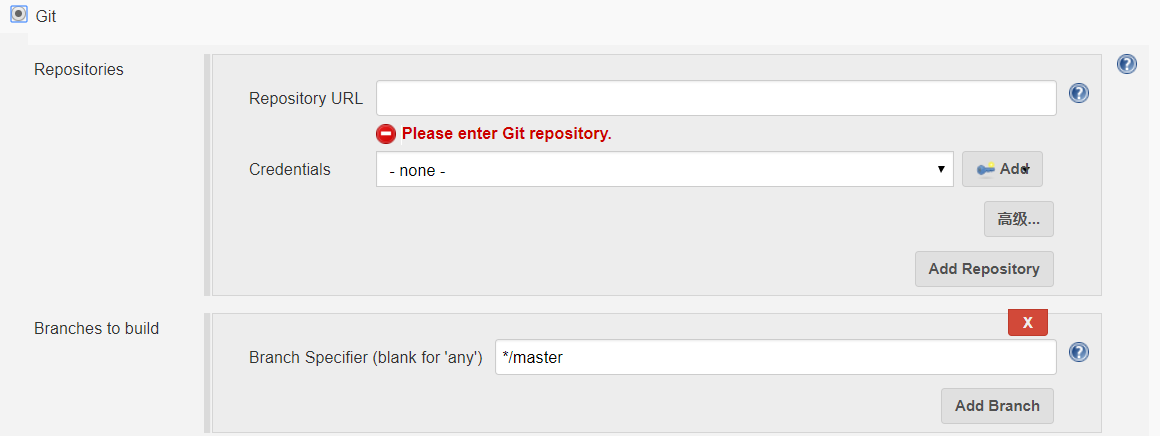 Git
Repositories
Repository URL
Please enter Git repository.
Credentials
- none -
Add
高级...
Add Repository
Branches to build
X
Branch Specifier (blank for 'any')
*/master
Add Branch